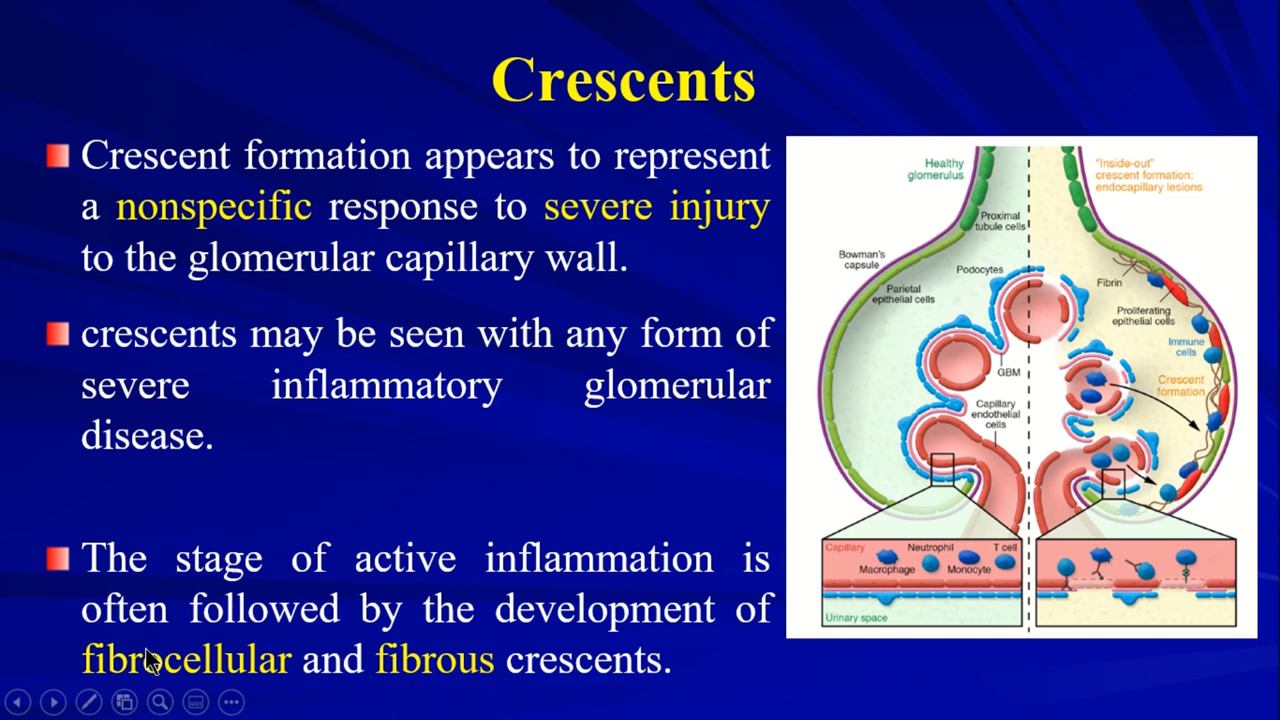 Crescents
Crescent formation appears to represent
a nonspecific response to severe injury
to the glomerular capillary wall.
crescents may be seen with any form of
severe inflammatory glomerular
disease.
The stage of active inflammation is
often followed by the development of
fibrocellular and fibrous crescents.
Healthy
glomerulus
"Inside-out"
crescent formation:
endocapillary lesions
Proximal
tubule cells
Bowman's
capsule
Podocytes
Parietal
epithelial cells
Fibrin
Proliferating
epithelial cells
Immune
cells
GBM
Crescent
formation
Capillary
endothelial
cells
Capillary
Neutrophil
T cell
Macrophage
Monocyte
Urinary space